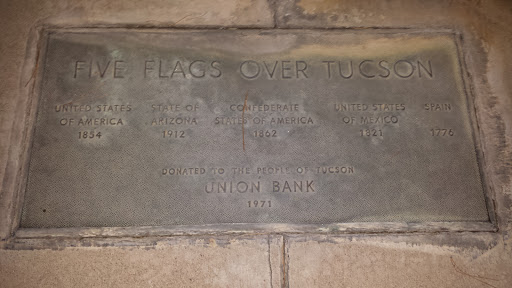 FIVE FLAGS OVER TUCSON
UNITED STATES OF AMERICA 1854
STATE OF ARIZONA 1912
CONFEDERATE STATES OF AMERICA 1862
UNITED STATES OF MEXICO 1821
SPAIN 1776
DONATED TO THE PEOPLE OF TUCSON
UNION BANK
1971